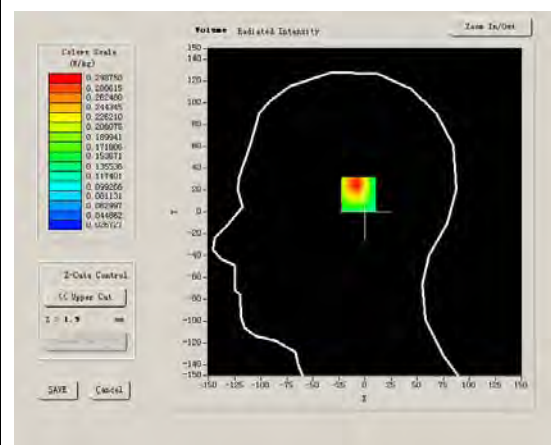 Volume Radiated Intensity
Zoom In/Out
Colors Scale
(W/kg)
0.298750
0.280615
0.262480
0.244345
0.226210
0.208075
0.189941
0.171806
0.153671
0.135536
0.117401
0.099266
0.081131
0.062997
0.044862
0.026727
150
140
120
100
80
60
40
20
0
-20
-40
-60
-80
-100
-120
-140
-150
Y
-150 -125 -100 -75 -50 -25 0 25 50 75 100 125 150
X
Z-Cuts Control
<< Upper Cut
Z = 1.9 mm
SAVE
Cancel